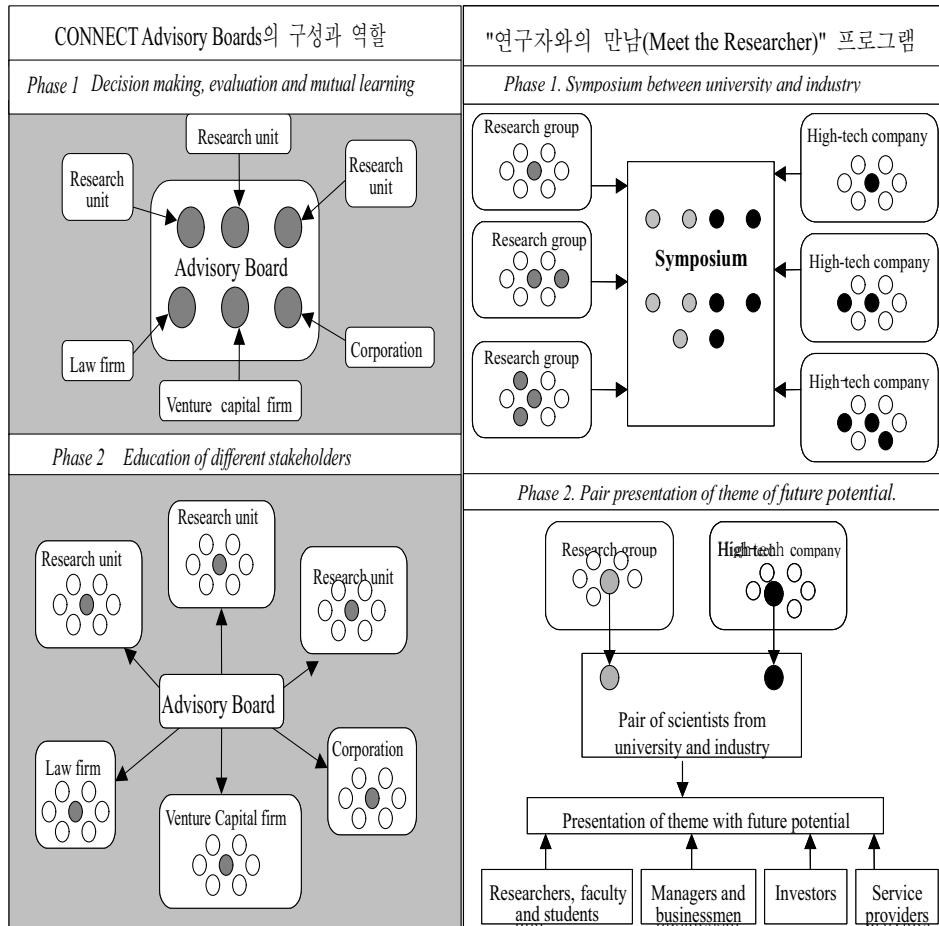 CONNECT Advisory Boards의 구성과 역할
Phase 1 Decision making, evaluation and mutual learning
Research unit
Research
unit
Research
unit
Advisory Board
Law firm
Corporation
Venture capital firm
Phase 2 Education of different stakeholders
Research unit
Research unit
Research unit
Advisory Board
Law firm
Corporation
Venture Capital firm
"연구자와의 만남(Meet the Researcher)" 프로그램
Phase 1. Symposium between university and industry
Research group
High-tech company
Research group
Symposium
High-tech company
Research group
High-tech company
Phase 2. Pair presentation of theme of future potential.
Research group
High-tech company
Pair of scientists from
university and industry
Presentation of theme with future potential
Researchers, faculty
and students
Managers and
businessmen
Investors
Service
providers